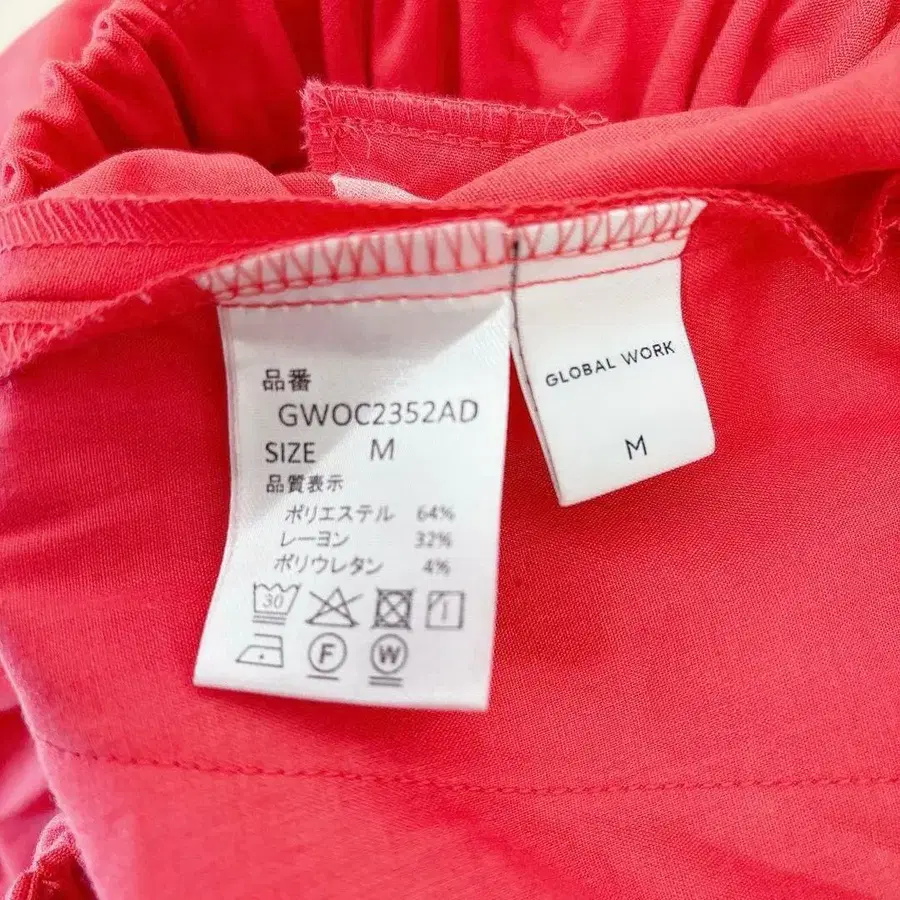 品番
GWOC2352AD
SIZE M
品質表示
ポリエステル 64%
レーヨン 32%
ポリウレタン 4%
30
F W
GLOBAL WORK
M